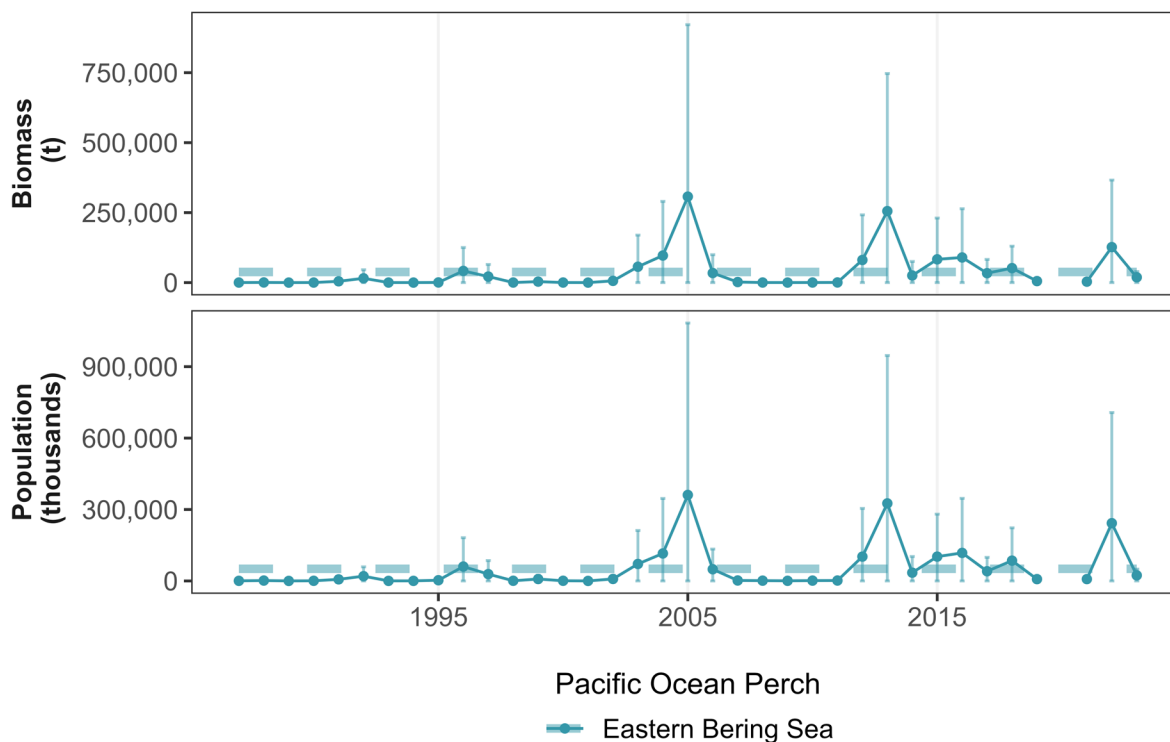 Biomass
(t)
750,000
500,000
250,000
0
Population
(thousands)
900,000
600,000
300,000
0
1995 2005 2015
Pacific Ocean Perch
Eastern Bering Sea